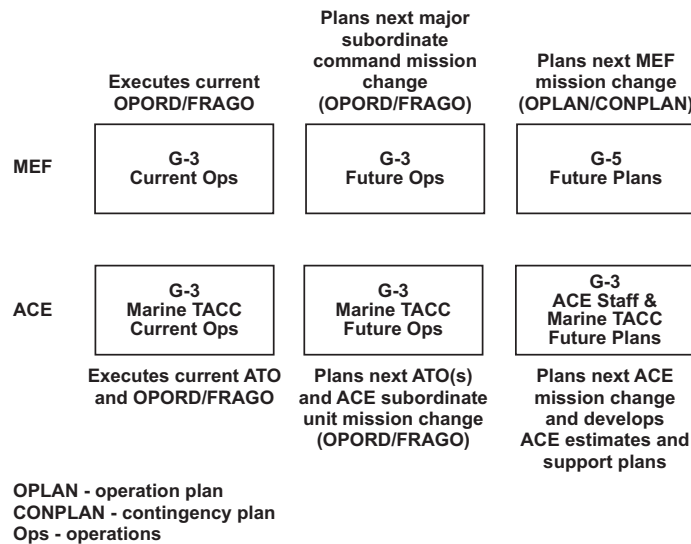 Executes current
OPORD/FRAGO
Plans next major
subordinate
command mission
change
(OPORD/FRAGO)
Plans next MEF
mission change
(OPLAN/CONPLAN)
MEF
G-3
Current Ops
G-3
Future Ops
G-5
Future Plans
ACE
G-3
Marine TACC
Current Ops
G-3
Marine TACC
Future Ops
G-3
ACE Staff &
Marine TACC
Future Plans
Executes current ATO
and OPORD/FRAGO
Plans next ATO(s)
and ACE subordinate
unit mission change
(OPORD/FRAGO)
Plans next ACE
mission change
and develops
ACE estimates and
support plans
OPLAN - operation plan
CONPLAN - contingency plan
Ops - operations